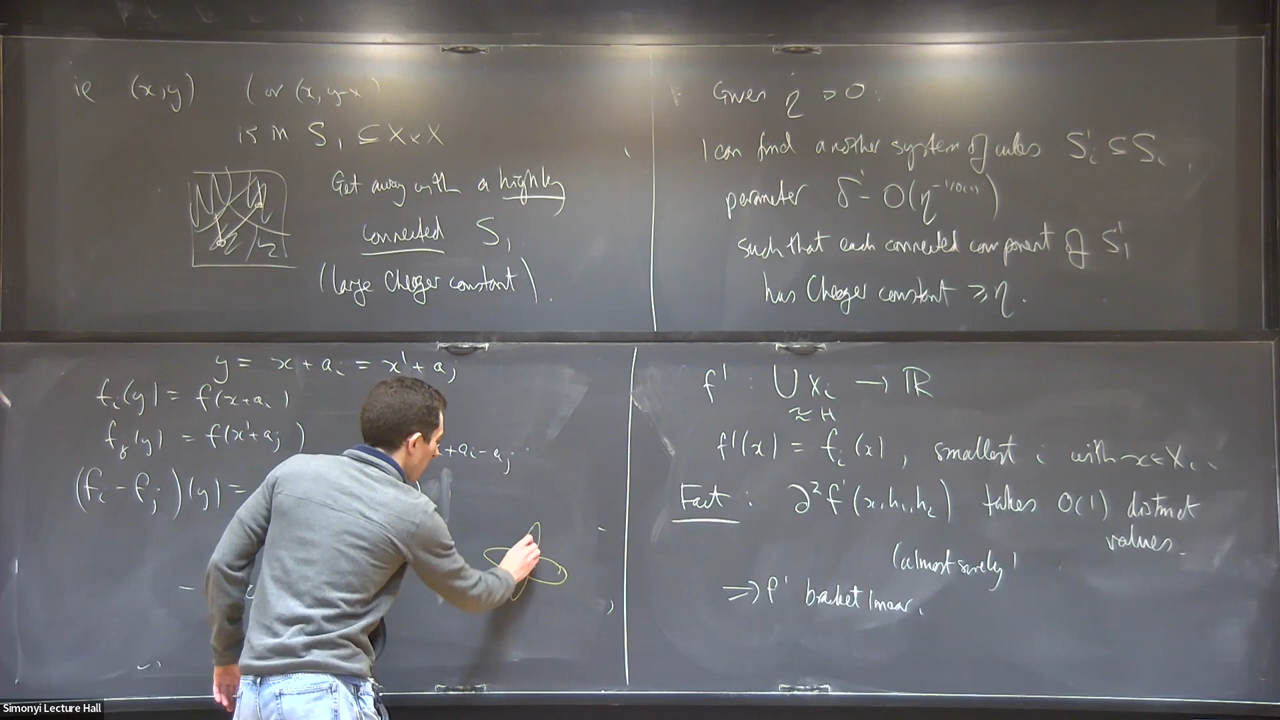 ie (x,y) (or (x, y-x)
is in S₁ ⊆ X×X
Get away with a highly
connected S₁
(large Cheeger constant).
Given η > 0:
I can find another system of cubes S'ᵢ ⊆ Sᵢ,
parameter δ' - O(η^{-1/O(1)})
such that each connected component of S'₁
has Cheeger constant ≥ η.
y = x + aᵢ = x' + aⱼ
fᵢ(y) = f(x+aᵢ)
fⱼ(y) = f(x'+aⱼ)
+ aᵢ - aⱼ
(fᵢ - fⱼ)(y) =
f' : ⋃ Xᵢ → ℝ
≈ H
f'(x) = fᵢ(x), smallest i with x ∈ Xᵢ.
Fact : ∂²f'(x,h₁,h₂) takes O(1) distinct
values.
(almost surely)
⇒ f' bracket linear.
Simonyi Lecture Hall